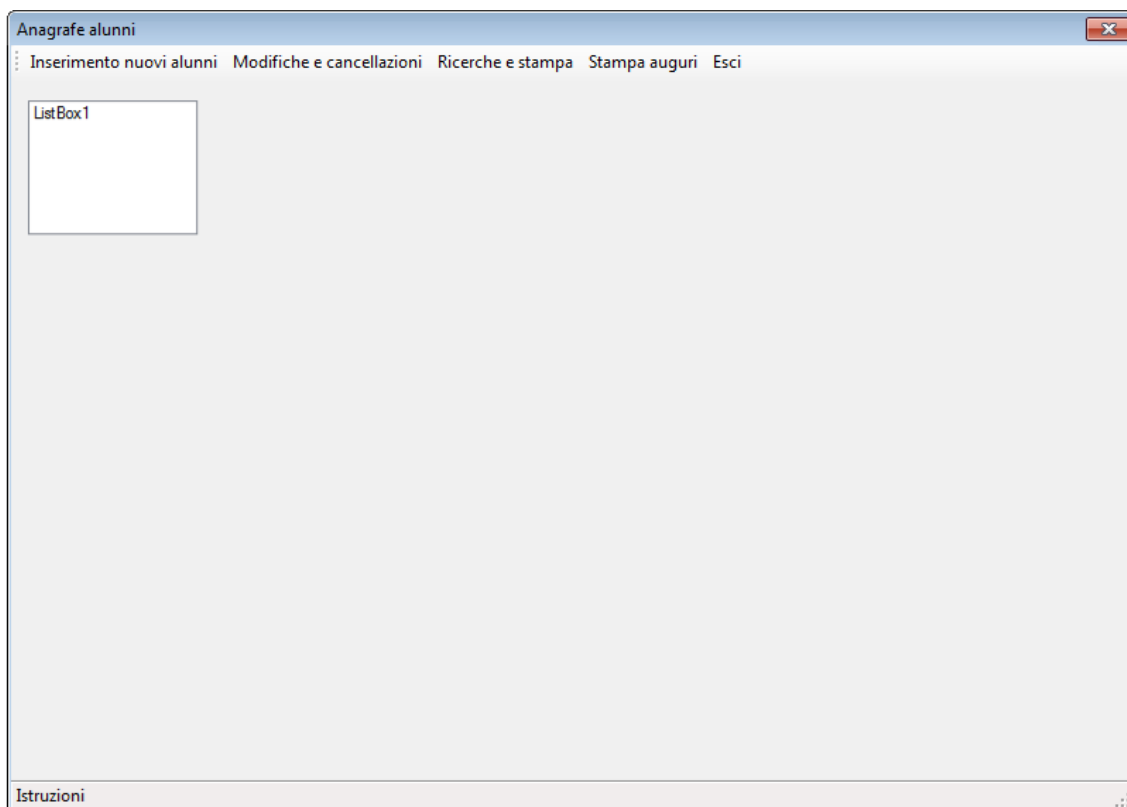 Anagrafe alunni
Inserimento nuovi alunni Modifiche e cancellazioni Ricerche e stampa Stampa auguri Esci
ListBox1
Istruzioni